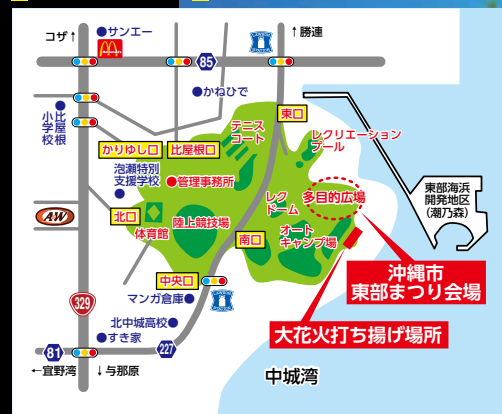 コザ↑
サンエー
LAWSON
↑勝連
85
かねひで
比屋根
小学校
東口
テニス
コート
レクリエーション
プール
かりゆし口
比屋根口
泡瀬特別
支援学校
管理事務所
レク
ドーム
多目的広場
東部海浜
開発地区
(潮乃森)
A&W
北口
体育館
陸上競技場
南口
オート
キャンプ場
沖縄市
東部まつり会場
中央口
マンガ倉庫
LAWSON
329
大花火打ち揚げ場所
北中城高校
すき家
227
81
←宜野湾
↓与那原
中城湾